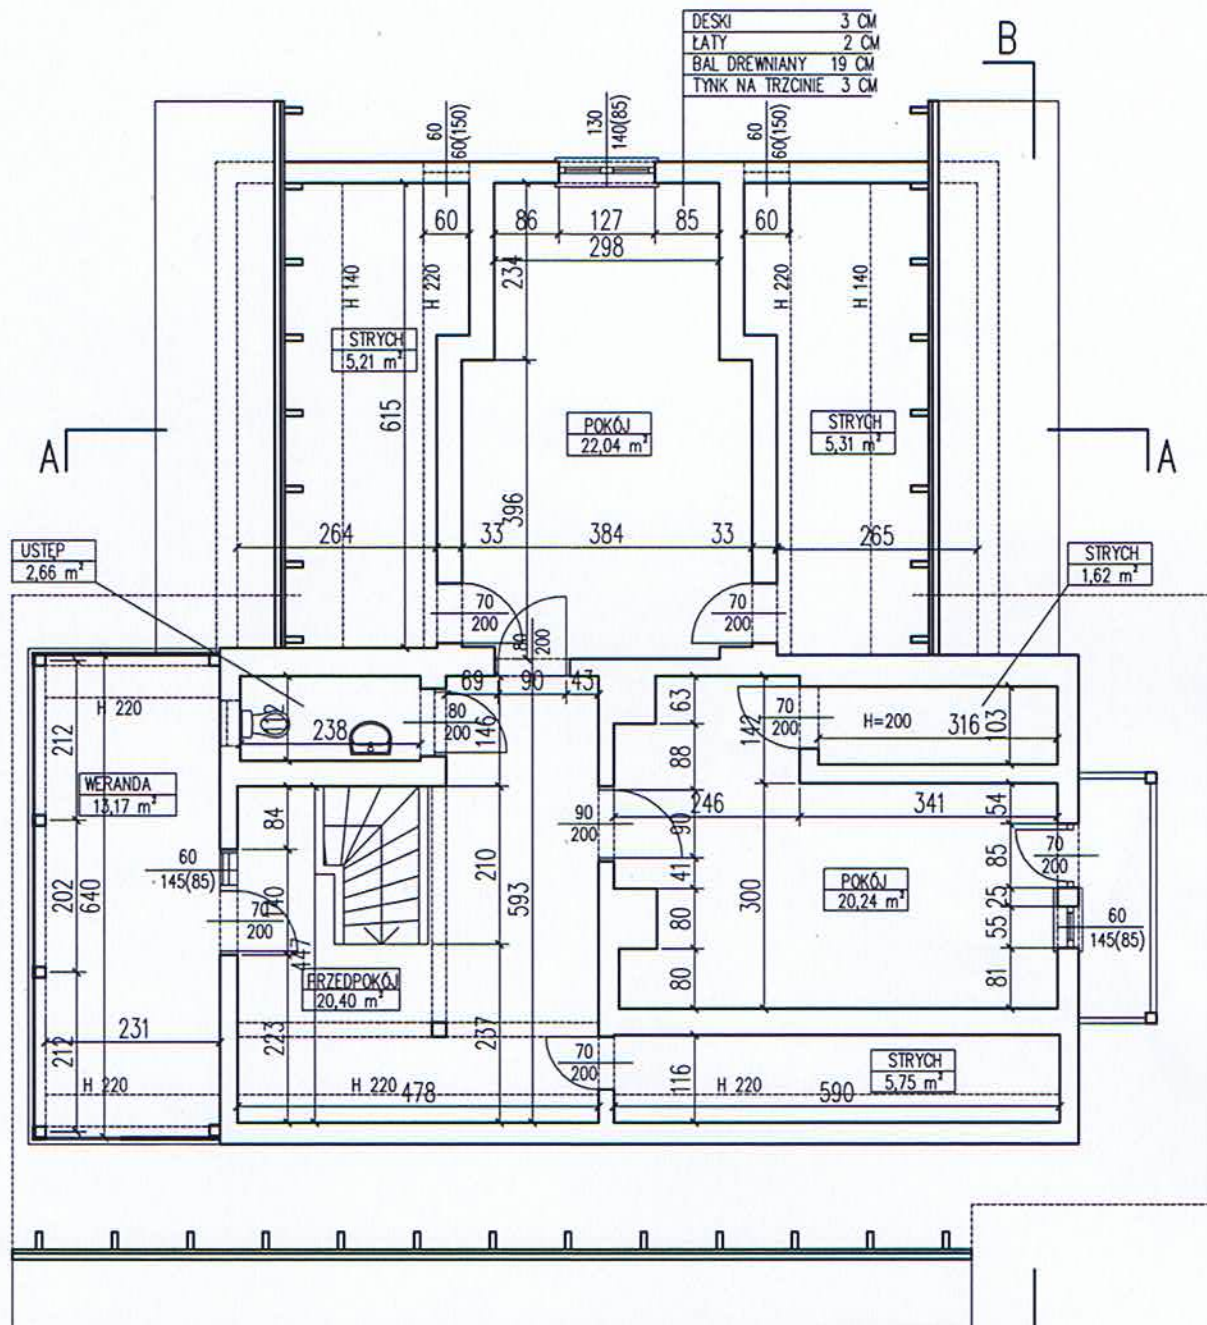 DESKI 3 CM
ŁATY 2 CM
BAL DREWNIANY 19 CM
TYNK NA TRZCINIE 3 CM
B
60
60(150)
130
140(85)
60
60(150)
60
86
127
85
60
298
234
H 140
H 220
H 220
H 140
STRYCH
5,21 m²
615
POKÓJ
22,04 m²
STRYCH
5,31 m²
A
A
396
264
33
384
33
265
USTĘP
2,66 m²
STRYCH
1,62 m²
70
200
80
200
70
200
69
90
43
63
H 220
102
238
80
200
146
142
70
200
H=200
316
103
212
88
WERANDA
13,17 m²
84
246
341
54
90
200
90
60
145(85)
210
41
85
70
200
202
640
140
593
300
POKÓJ
20,24 m²
25
70
200
80
55
60
145(85)
447
PRZEDPOKÓJ
20,40 m²
80
81
231
223
237
212
70
200
STRYCH
5,75 m²
H 220
H 220
478
116
H 220
590